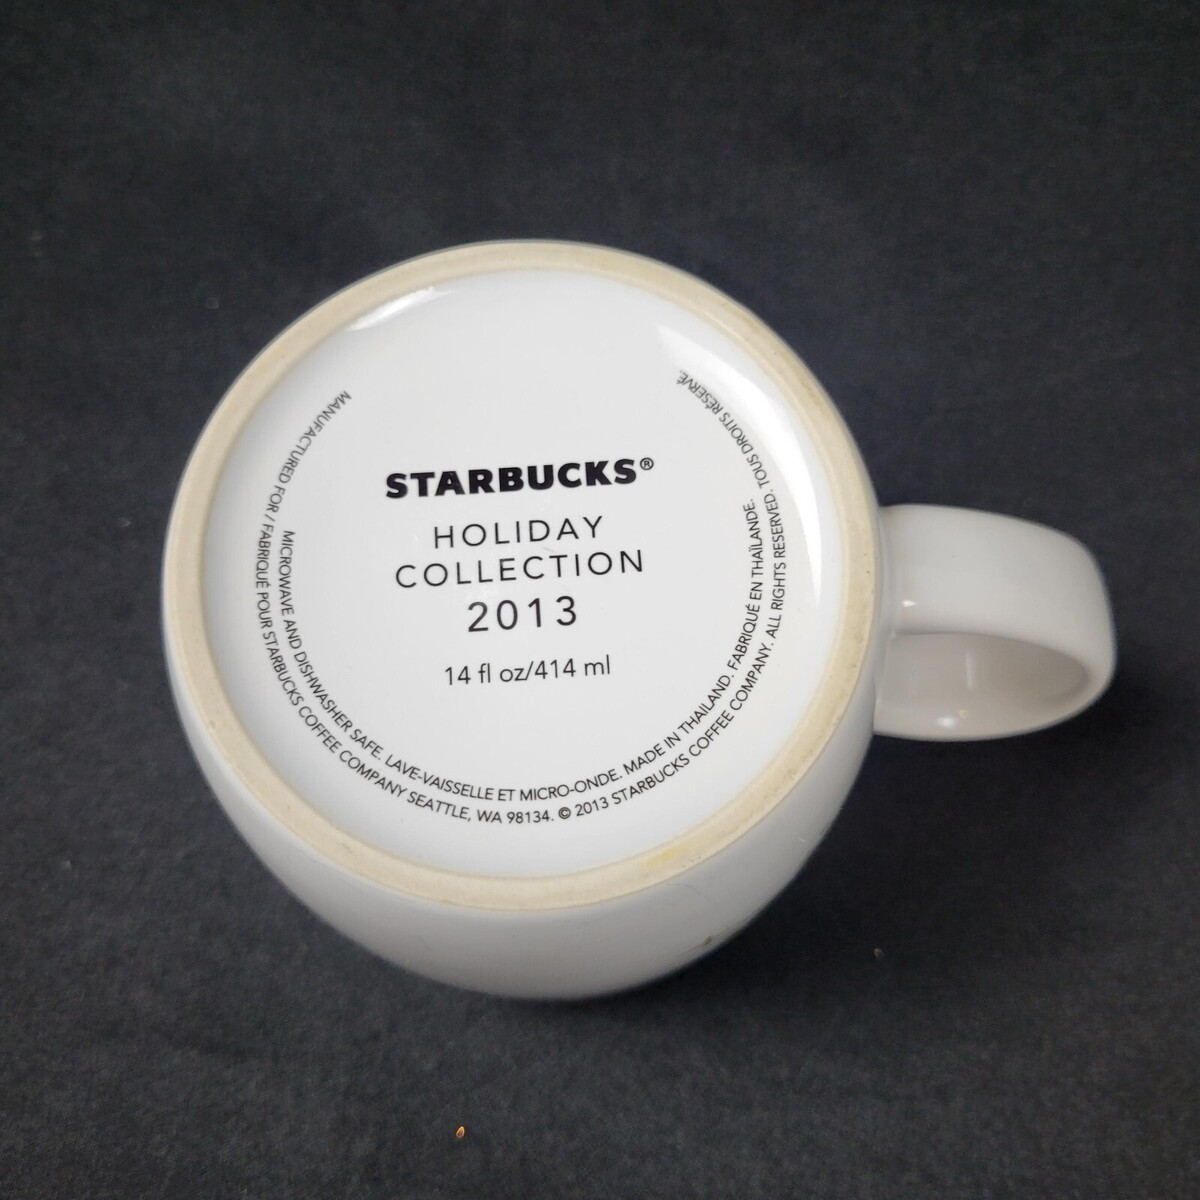 STARBUCKS®
HOLIDAY
COLLECTION
2013
14 fl oz/414 ml
MICROWAVE AND DISHWASHER SAFE. LAVE-VAISSELLE ET MICRO-ONDE. MADE IN THAILAND. FABRIQUÉ EN THAÏLANDE.
MANUFACTURED FOR / FABRIQUÉ POUR STARBUCKS COFFEE COMPANY SEATTLE, WA 98134. © 2013 STARBUCKS COFFEE COMPANY. ALL RIGHTS RESERVED. TOUS DROITS RÉSERVÉ.